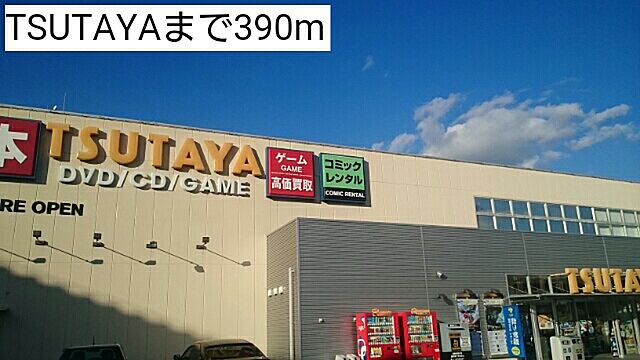 TSUTAYAまで390m
本
TSUTAYA
DVD/CD/GAME
ゲーム
GAME
高価買取
コミック
レンタル
COMIC RENTAL
RE OPEN
TSUTAYA